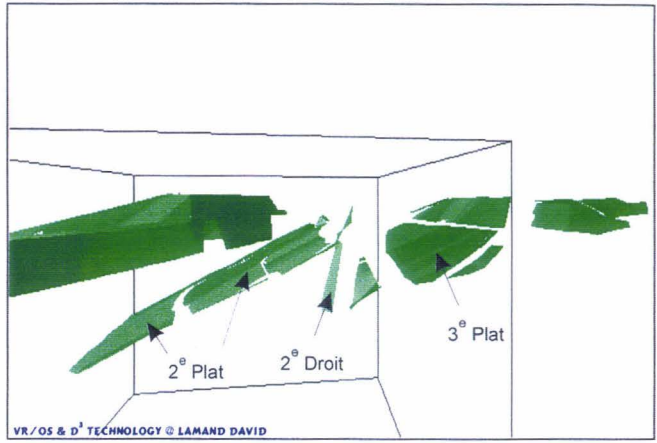 3e Plat
2e Plat
2e Droit
VR/OS & D3 TECHNOLOGY @ LAMAND DAVID